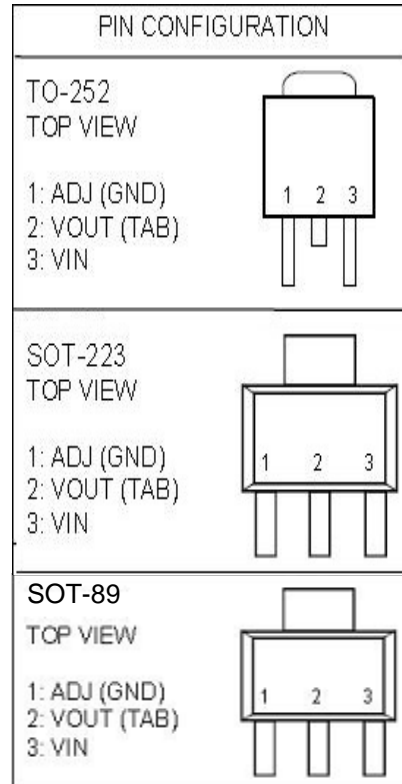 PIN CONFIGURATION
TO-252
TOP VIEW
1: ADJ (GND)
2: VOUT (TAB)
3: VIN
1 2 3
SOT-223
TOP VIEW
1: ADJ (GND)
2: VOUT (TAB)
3: VIN
1 2 3
SOT-89
TOP VIEW
1: ADJ (GND)
2: VOUT (TAB)
3: VIN
1 2 3